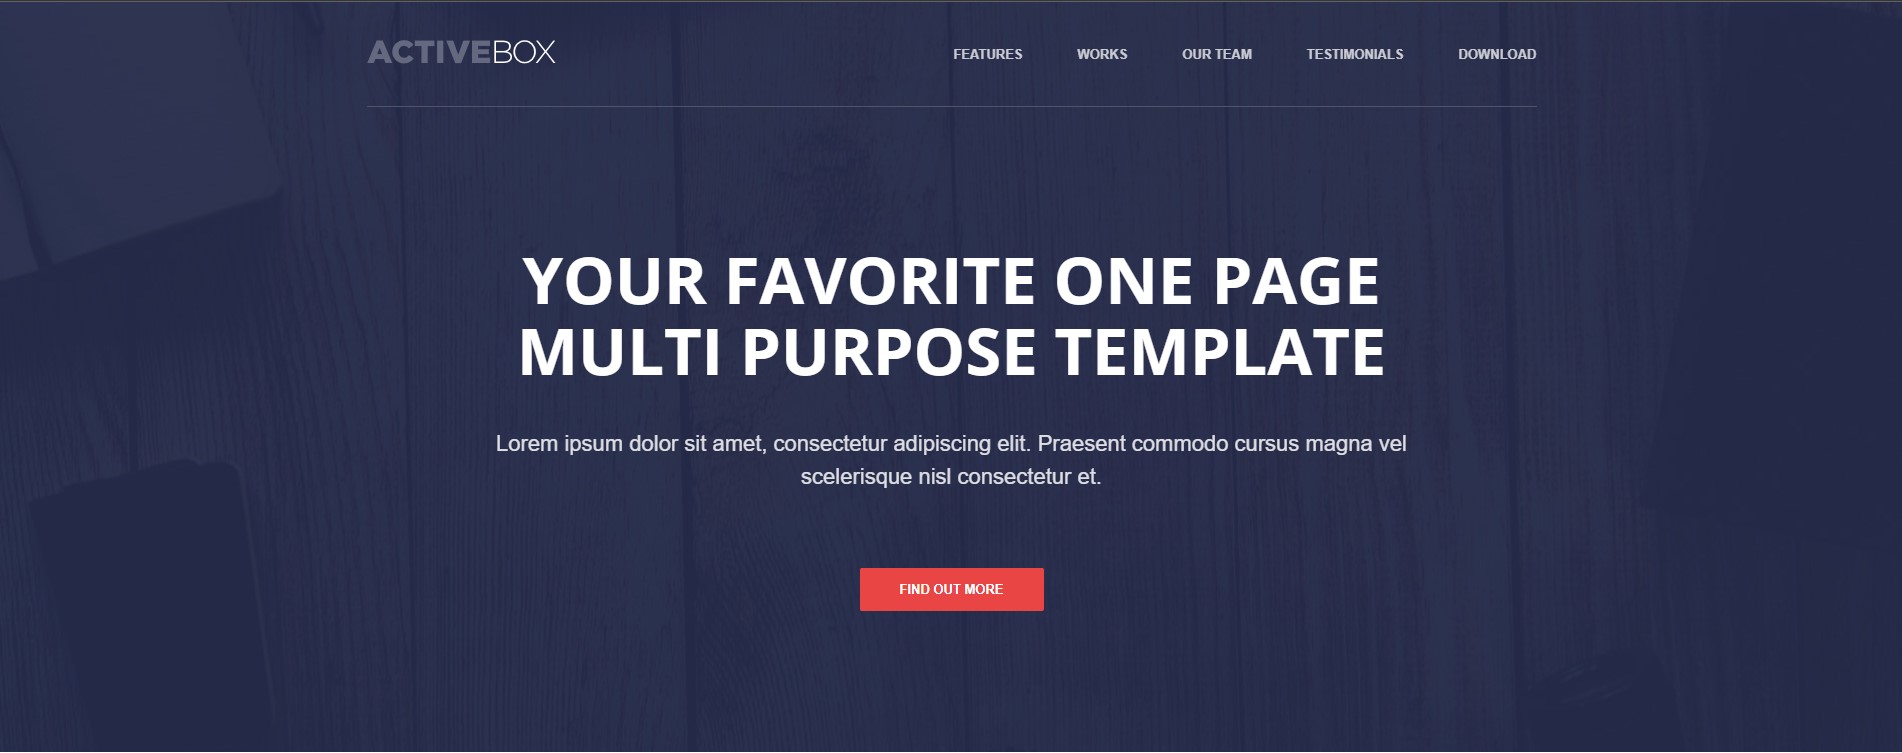 ACTIVEBOX
FEATURES WORKS OUR TEAM TESTIMONIALS DOWNLOAD
YOUR FAVORITE ONE PAGE
MULTI PURPOSE TEMPLATE
Lorem ipsum dolor sit amet, consectetur adipiscing elit. Praesent commodo cursus magna vel
scelerisque nisl consectetur et.
FIND OUT MORE